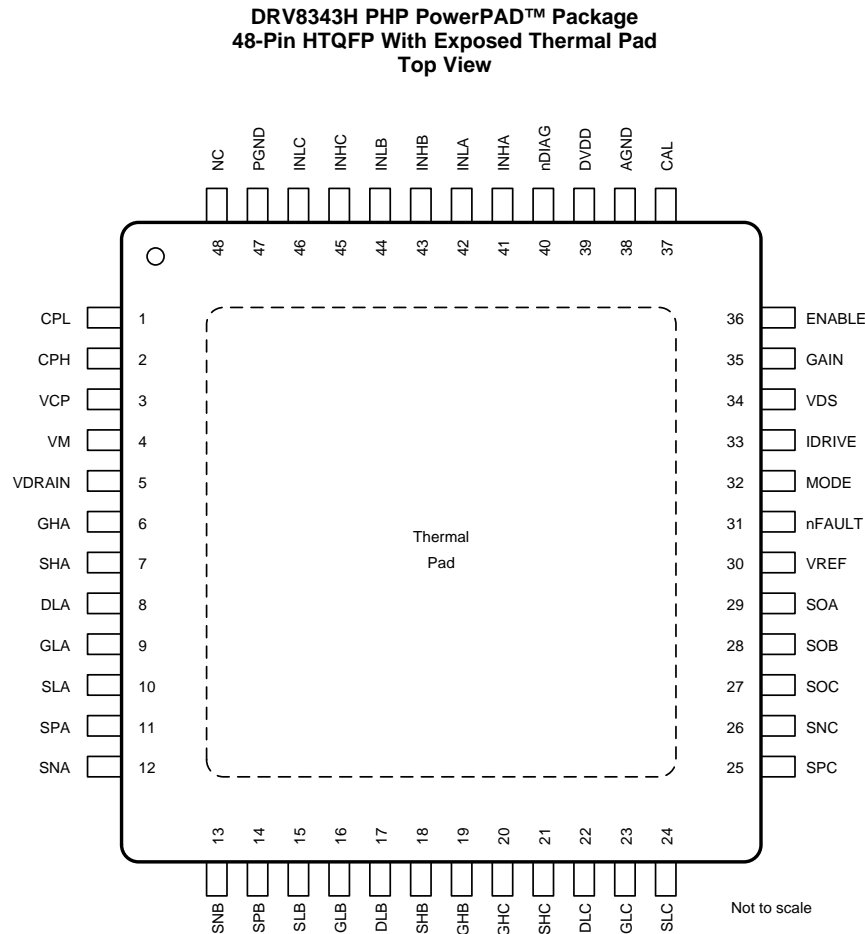 DRV8343H PHP PowerPAD™ Package
48-Pin HTQFP With Exposed Thermal Pad
Top View
NC PGND INLC INHC INLB INHB INLA INHA nDIAG DVDD AGND CAL
48 47 46 45 44 43 42 41 40 39 38 37
CPL 1 36 ENABLE
CPH 2 35 GAIN
VCP 3 34 VDS
VM 4 33 IDRIVE
VDRAIN 5 32 MODE
GHA 6 31 nFAULT
SHA 7 30 VREF
DLA 8 29 SOA
GLA 9 28 SOB
SLA 10 27 SOC
SPA 11 26 SNC
SNA 12 25 SPC
Thermal
Pad
13 14 15 16 17 18 19 20 21 22 23 24
SNB SPB SLB GLB DLB SHB GHB GHC SHC DLC GLC SLC
Not to scale